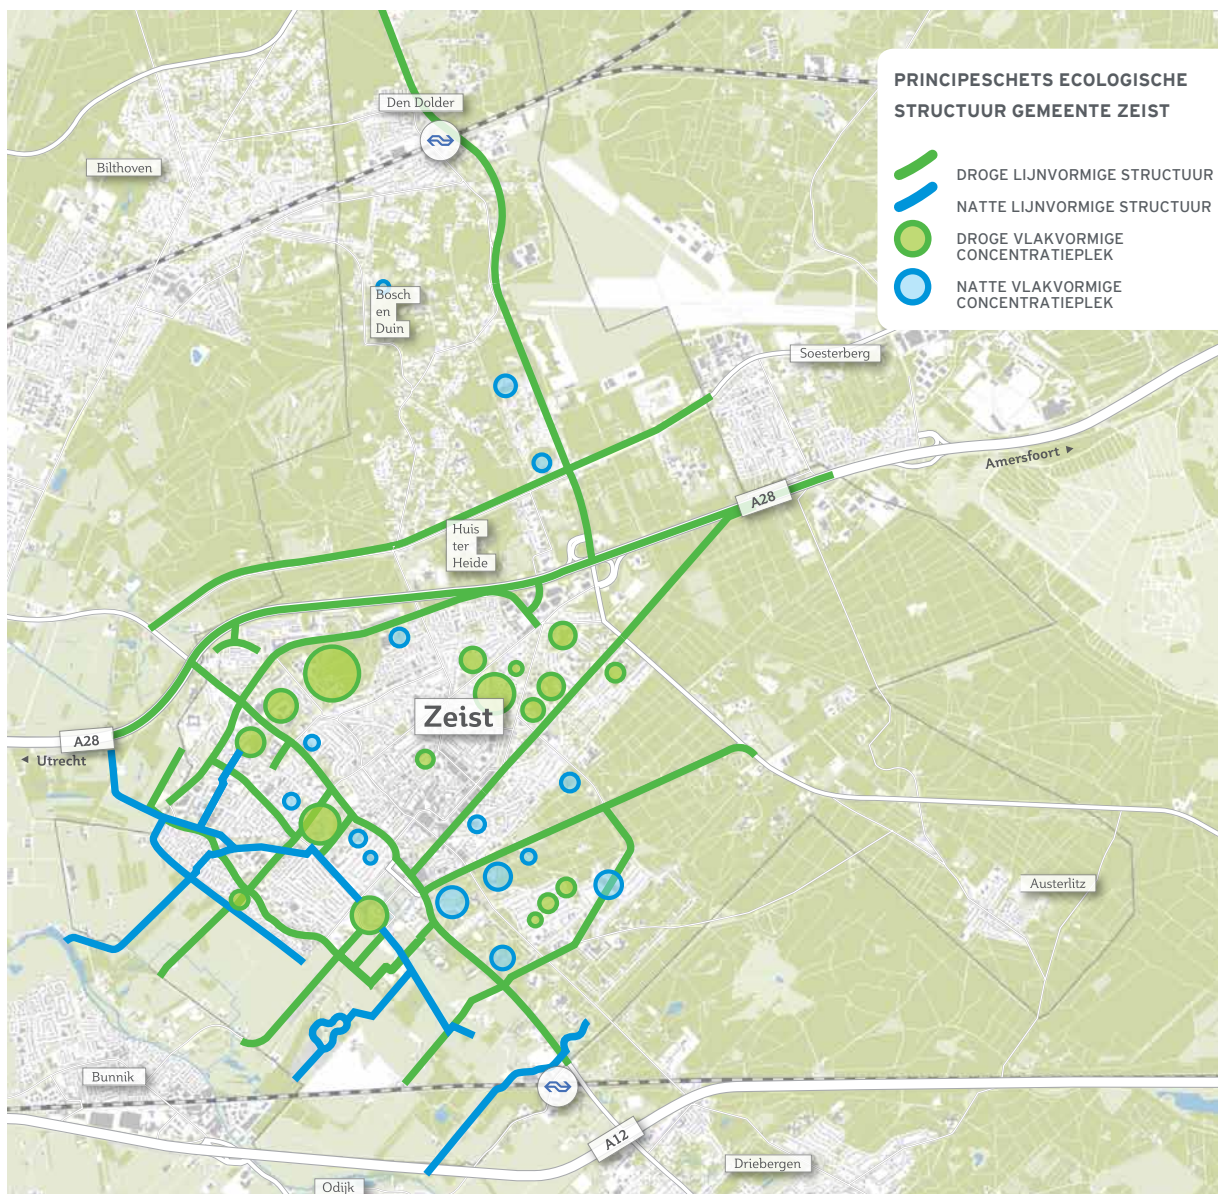 PRINCIPESCHETS ECOLOGISCHE
STRUCTUUR GEMEENTE ZEIST
DROGE LIJNVORMIGE STRUCTUUR
NATTE LIJNVORMIGE STRUCTUUR
DROGE VLAKVORMIGE
CONCENTRATIEPLEK
NATTE VLAKVORMIGE
CONCENTRATIEPLEK
Den Dolder
Bilthoven
Bosch
en
Duin
Soesterberg
Amersfoort ►
A28
Huis
ter
Heide
Zeist
A28
◄ Utrecht
Austerlitz
Bunnik
A12
Driebergen
Odijk